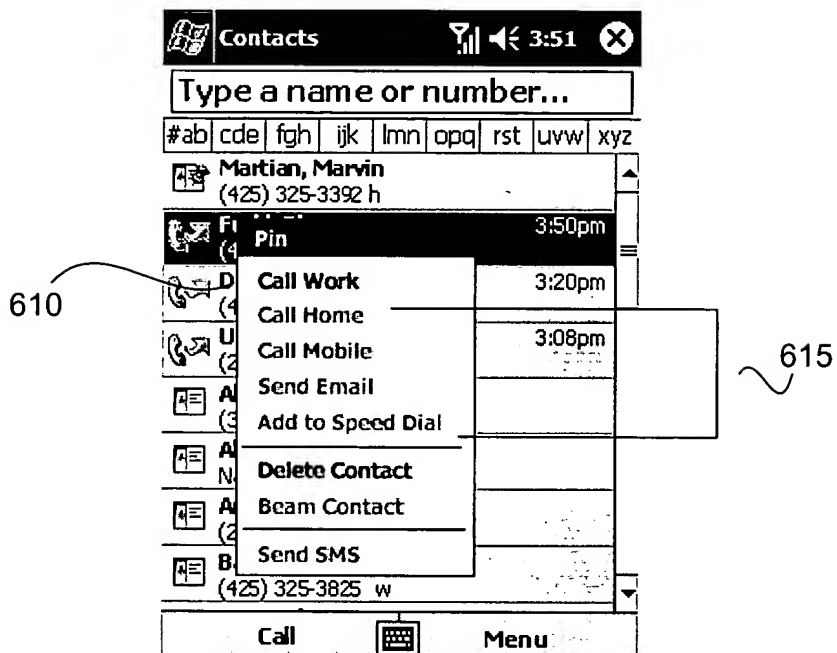 Contacts 3:51
Type a name or number...
#ab cde fgh ijk lmn opq rst uvw xyz
Martian, Marvin
(425) 325-3392 h
3:50pm
Pin
Call Work 3:20pm
610
Call Home
Call Mobile 3:08pm
615
Send Email
Add to Speed Dial
Delete Contact
Beam Contact
Send SMS
(425) 325-3825 w
Call Menu